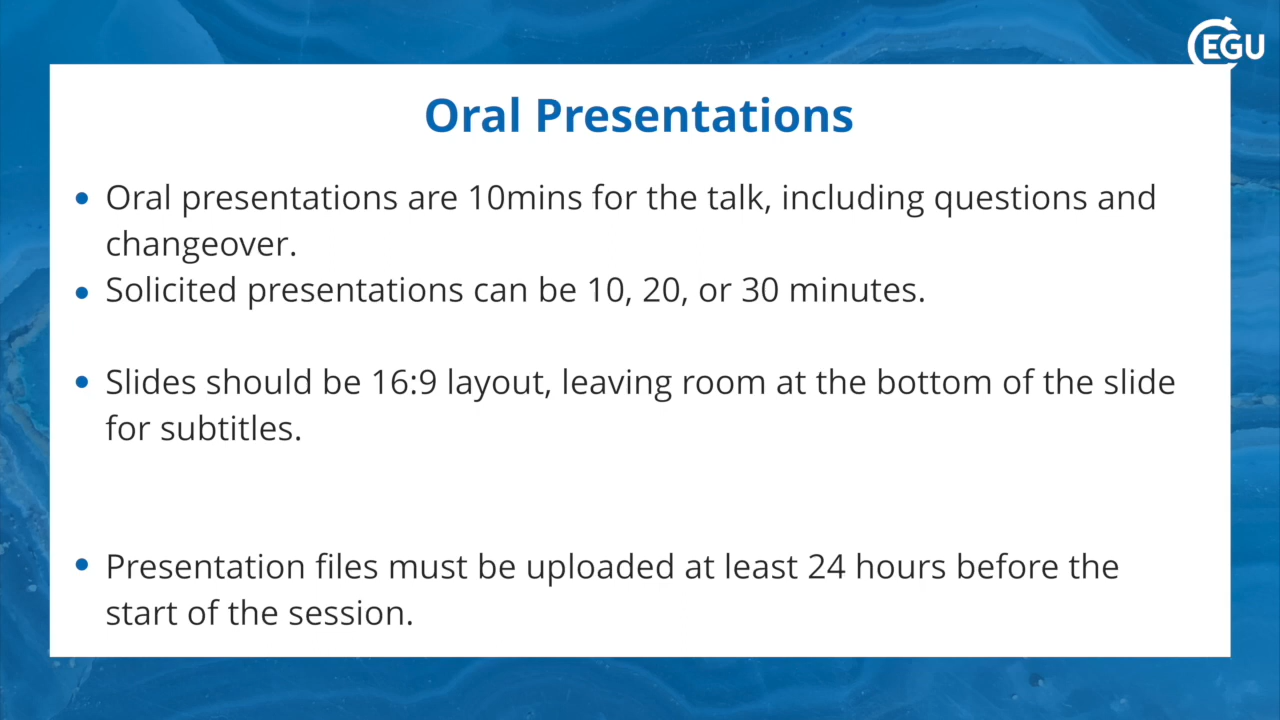 EGU
Oral Presentations
• Oral presentations are 10mins for the talk, including questions and
changeover.
• Solicited presentations can be 10, 20, or 30 minutes.
• Slides should be 16:9 layout, leaving room at the bottom of the slide
for subtitles.
• Presentation files must be uploaded at least 24 hours before the
start of the session.